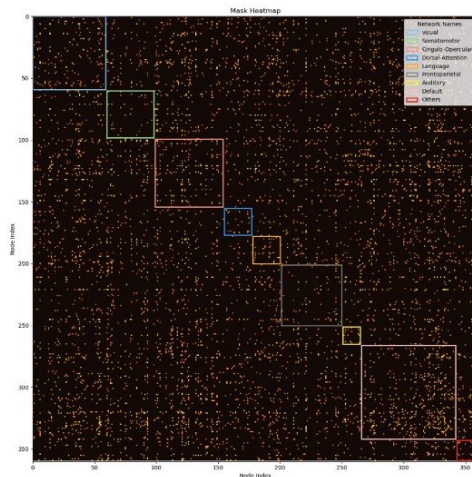 Mask Heatmap
Network Names
visual
Somatomotor
Cingulo-Opercular
Dorsal-Attention
Language
Frontoparietal
Auditory
Default
Others
0
50
100
150
200
250
300
350
Node Index
0 50 100 150 200 250 300 350
Node Index